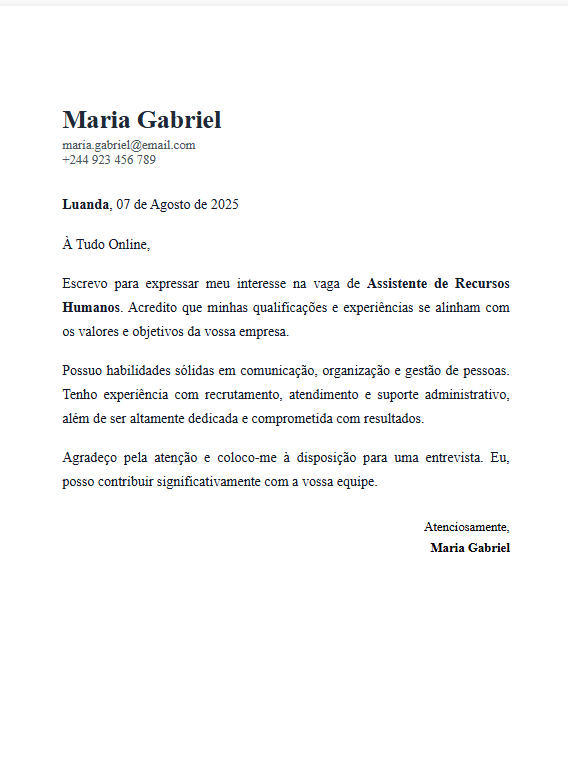 Maria Gabriel
maria.gabriel@email.com
+244 923 456 789
Luanda, 07 de Agosto de 2025
À Tudo Online,
Escrevo para expressar meu interesse na vaga de Assistente de Recursos
Humanos. Acredito que minhas qualificações e experiências se alinham com
os valores e objetivos da vossa empresa.
Possuo habilidades sólidas em comunicação, organização e gestão de pessoas.
Tenho experiência com recrutamento, atendimento e suporte administrativo,
além de ser altamente dedicada e comprometida com resultados.
Agradeço pela atenção e coloco-me à disposição para uma entrevista. Eu,
posso contribuir significativamente com a vossa equipe.
Atenciosamente,
Maria Gabriel